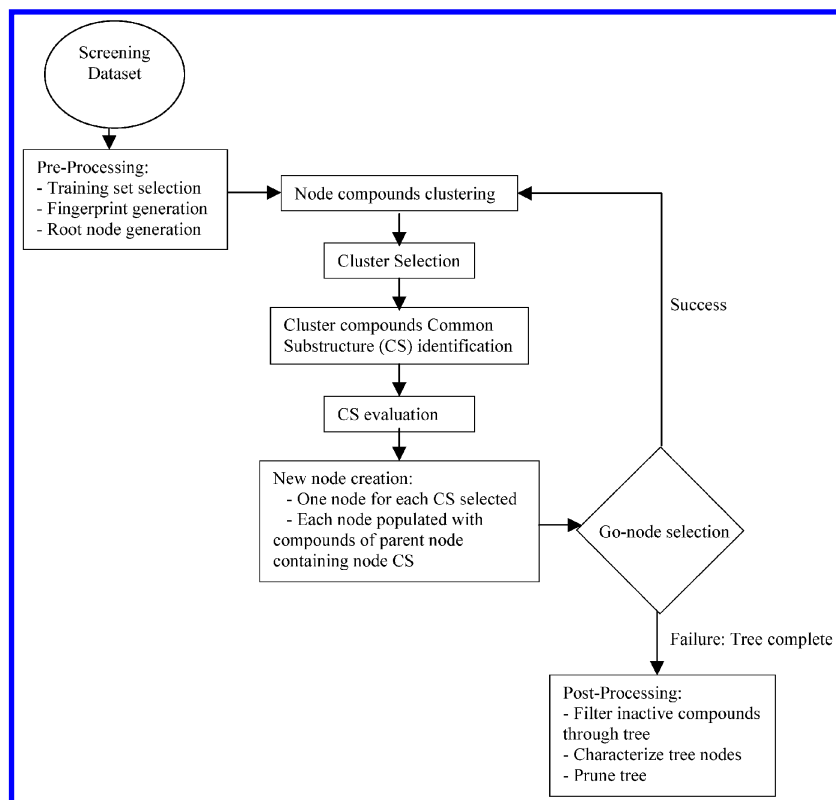 Screening
Dataset
Pre-Processing:
- Training set selection
- Fingerprint generation
- Root node generation
Node compounds clustering
Cluster Selection
Cluster compounds Common
Substructure (CS) identification
CS evaluation
New node creation:
- One node for each CS selected
- Each node populated with
compounds of parent node
containing node CS
Go-node selection
Success
Failure: Tree complete
Post-Processing:
- Filter inactive compounds
through tree
- Characterize tree nodes
- Prune tree